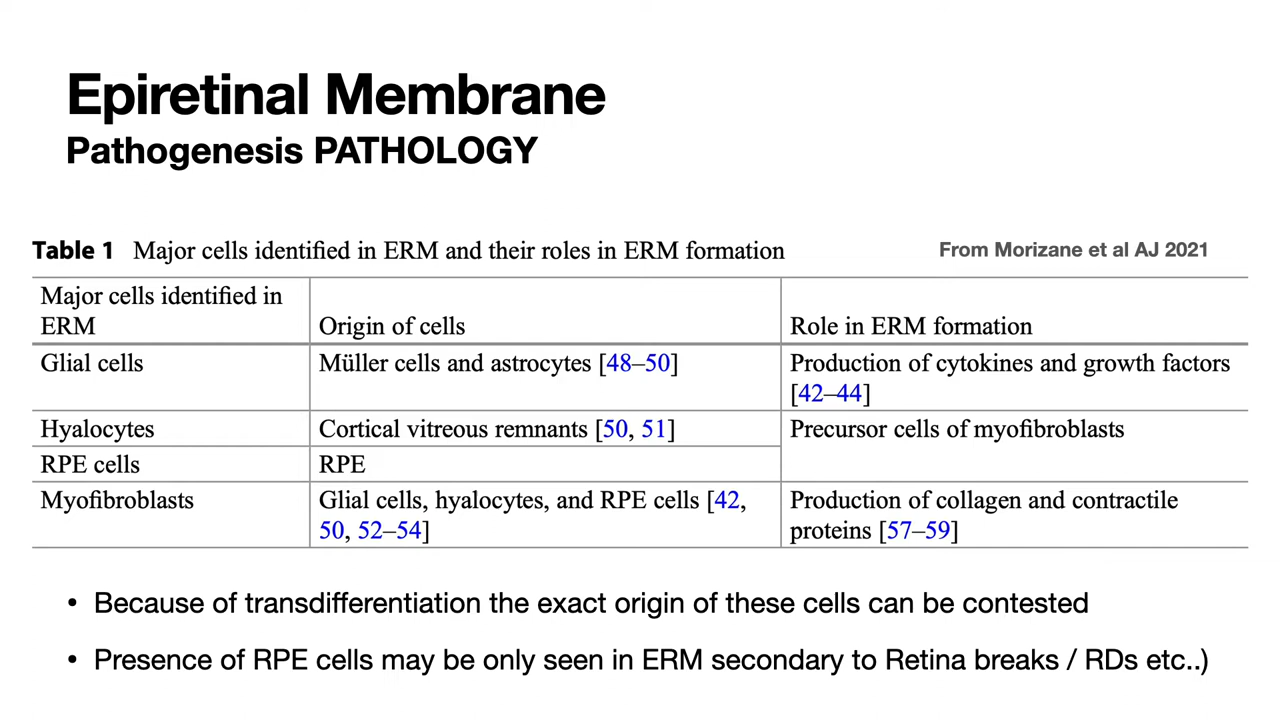 Epiretinal Membrane
Pathogenesis PATHOLOGY
Table 1 Major cells identified in ERM and their roles in ERM formation
From Morizane et al AJ 2021
Major cells identified in
ERM
Origin of cells
Role in ERM formation
Glial cells
Müller cells and astrocytes [48–50]
Production of cytokines and growth factors
[42–44]
Hyalocytes
Cortical vitreous remnants [50, 51]
Precursor cells of myofibroblasts
RPE cells
RPE
Myofibroblasts
Glial cells, hyalocytes, and RPE cells [42,
50, 52–54]
Production of collagen and contractile
proteins [57–59]
• Because of transdifferentiation the exact origin of these cells can be contested
• Presence of RPE cells may be only seen in ERM secondary to Retina breaks / RDs etc..)